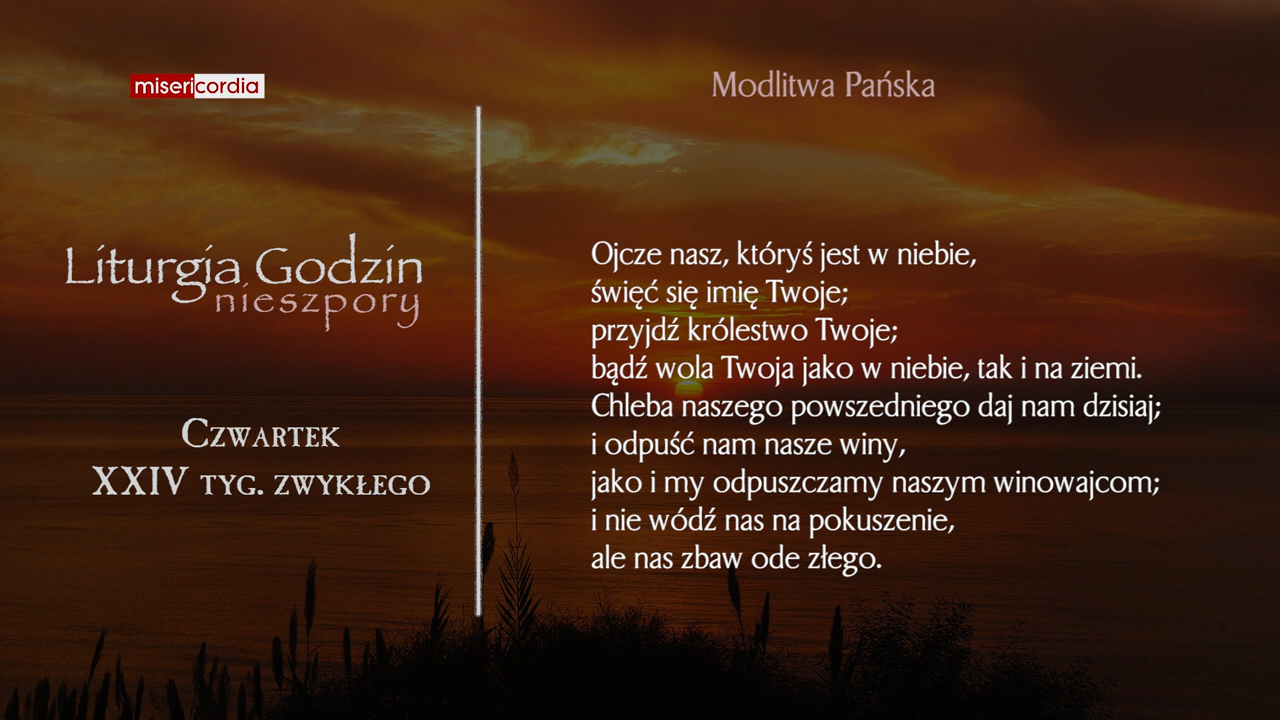 misericordia
Liturgia Godzin
nieszpory
Czwartek
XXIV tyg. zwykłego
Modlitwa Pańska
Ojcze nasz, któryś jest w niebie,
święć się imię Twoje;
przyjdź królestwo Twoje;
bądź wola Twoja jako w niebie, tak i na ziemi.
Chleba naszego powszedniego daj nam dzisiaj;
i odpuść nam nasze winy,
jako i my odpuszczamy naszym winowajcom;
i nie wódź nas na pokuszenie,
ale nas zbaw ode złego.